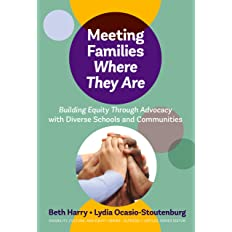 Meeting
Families
Where
They Are
Building Equity Through Advocacy
with Diverse Schools and Communities
Beth Harry • Lydia Ocasio-Stoutenburg